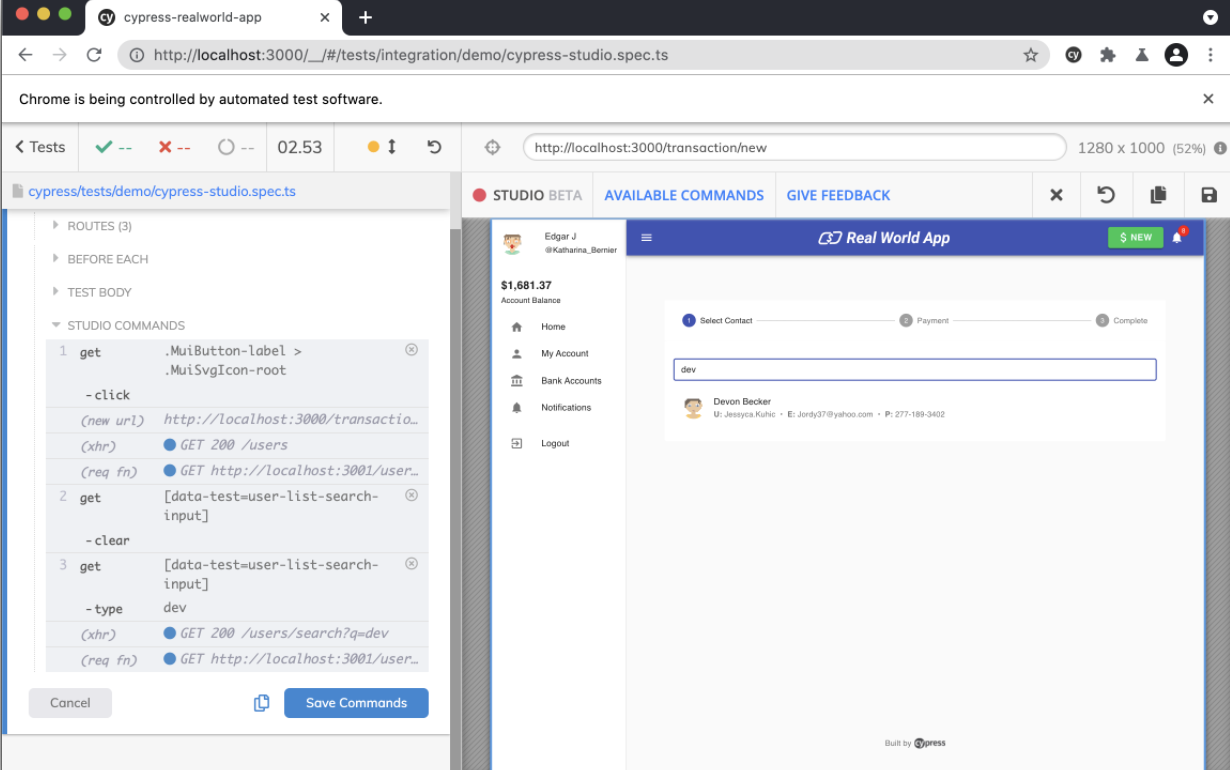 cypress-realworld-app
http://localhost:3000/__/#/tests/integration/demo/cypress-studio.spec.ts
Chrome is being controlled by automated test software.
Tests -- -- -- 02.53
http://localhost:3000/transaction/new 1280 x 1000 (52%)
cypress/tests/demo/cypress-studio.spec.ts
STUDIO BETA AVAILABLE COMMANDS GIVE FEEDBACK
ROUTES (3)
BEFORE EACH
TEST BODY
STUDIO COMMANDS
1 get .MuiButton-label >
.MuiSvgIcon-root
-click
(new url) http://localhost:3000/transactio…
(xhr) GET 200 /users
(req fn) GET http://localhost:3001/user…
2 get [data-test=user-list-search-
input]
-clear
3 get [data-test=user-list-search-
input]
-type dev
(xhr) GET 200 /users/search?q=dev
(req fn) GET http://localhost:3001/user…
Cancel Save Commands
Edgar J
@Katharina_Bernier
$1,681.37
Account Balance
Home
My Account
Bank Accounts
Notifications
Logout
Real World App
$ NEW
1 Select Contact 2 Payment 3 Complete
dev
Devon Becker
U: Jessyca.Kuhic • E: Jordy37@yahoo.com • P: 277-189-3402
Built by cypress